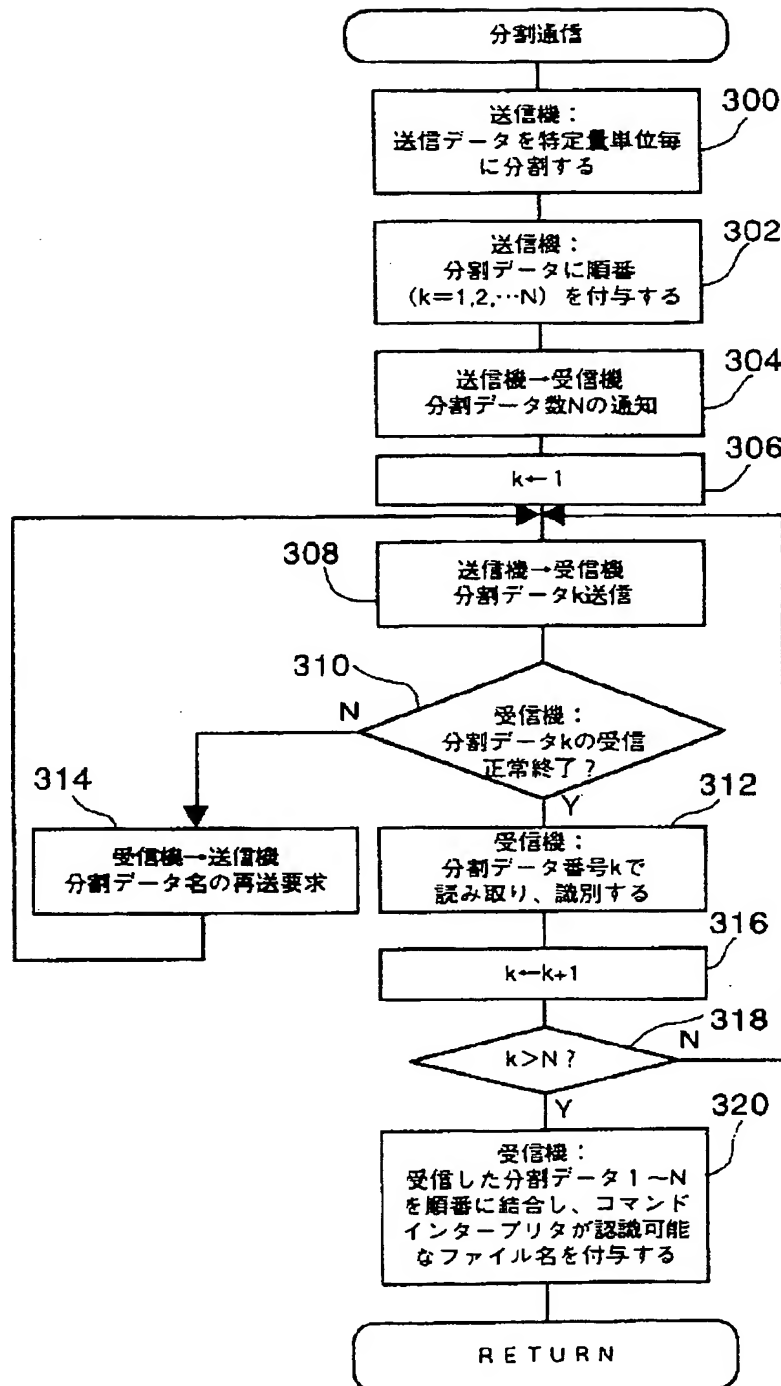 分割通信
300
送信機：
送信データを特定量単位毎
に分割する
302
送信機：
分割データに順番
(k=1,2,…N) を付与する
304
送信機→受信機
分割データ数Nの通知
306
k←1
308
送信機→受信機
分割データk送信
310
N
受信機：
分割データkの受信
正常終了？
Y
314
受信機→送信機
分割データ名の再送要求
312
受信機：
分割データ番号kで
読み取り、識別する
316
k←k+1
318
k>N？
N
Y
320
受信機：
受信した分割データ1～N
を順番に結合し、コマンド
インタープリタが認識可能
なファイル名を付与する
RETURN